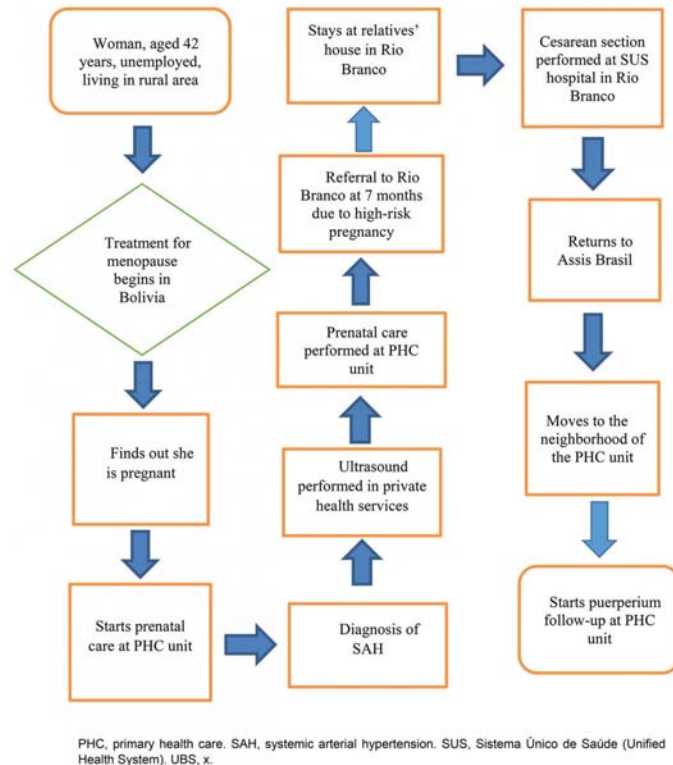 Woman, aged 42
years, unemployed,
living in rural area
Treatment for
menopause begins in
Bolivia
Finds out she
is pregnant
Starts prenatal
care at PHC unit
Diagnosis of
SAH
Ultrasound
performed in private
health services
Prenatal care
performed at PHC
unit
Referral to Rio
Branco at 7 months
due to high-risk
pregnancy
Stays at relatives’
house in Rio
Branco
Cesarean section
performed at SUS
hospital in Rio
Branco
Returns to
Assis Brasil
Moves to the
neighborhood of
the PHC unit
Starts puerperium
follow-up at PHC
unit
PHC, primary health care. SAH, systemic arterial hypertension. SUS, Sistema Único de Saúde (Unified
Health System). UBS, x.